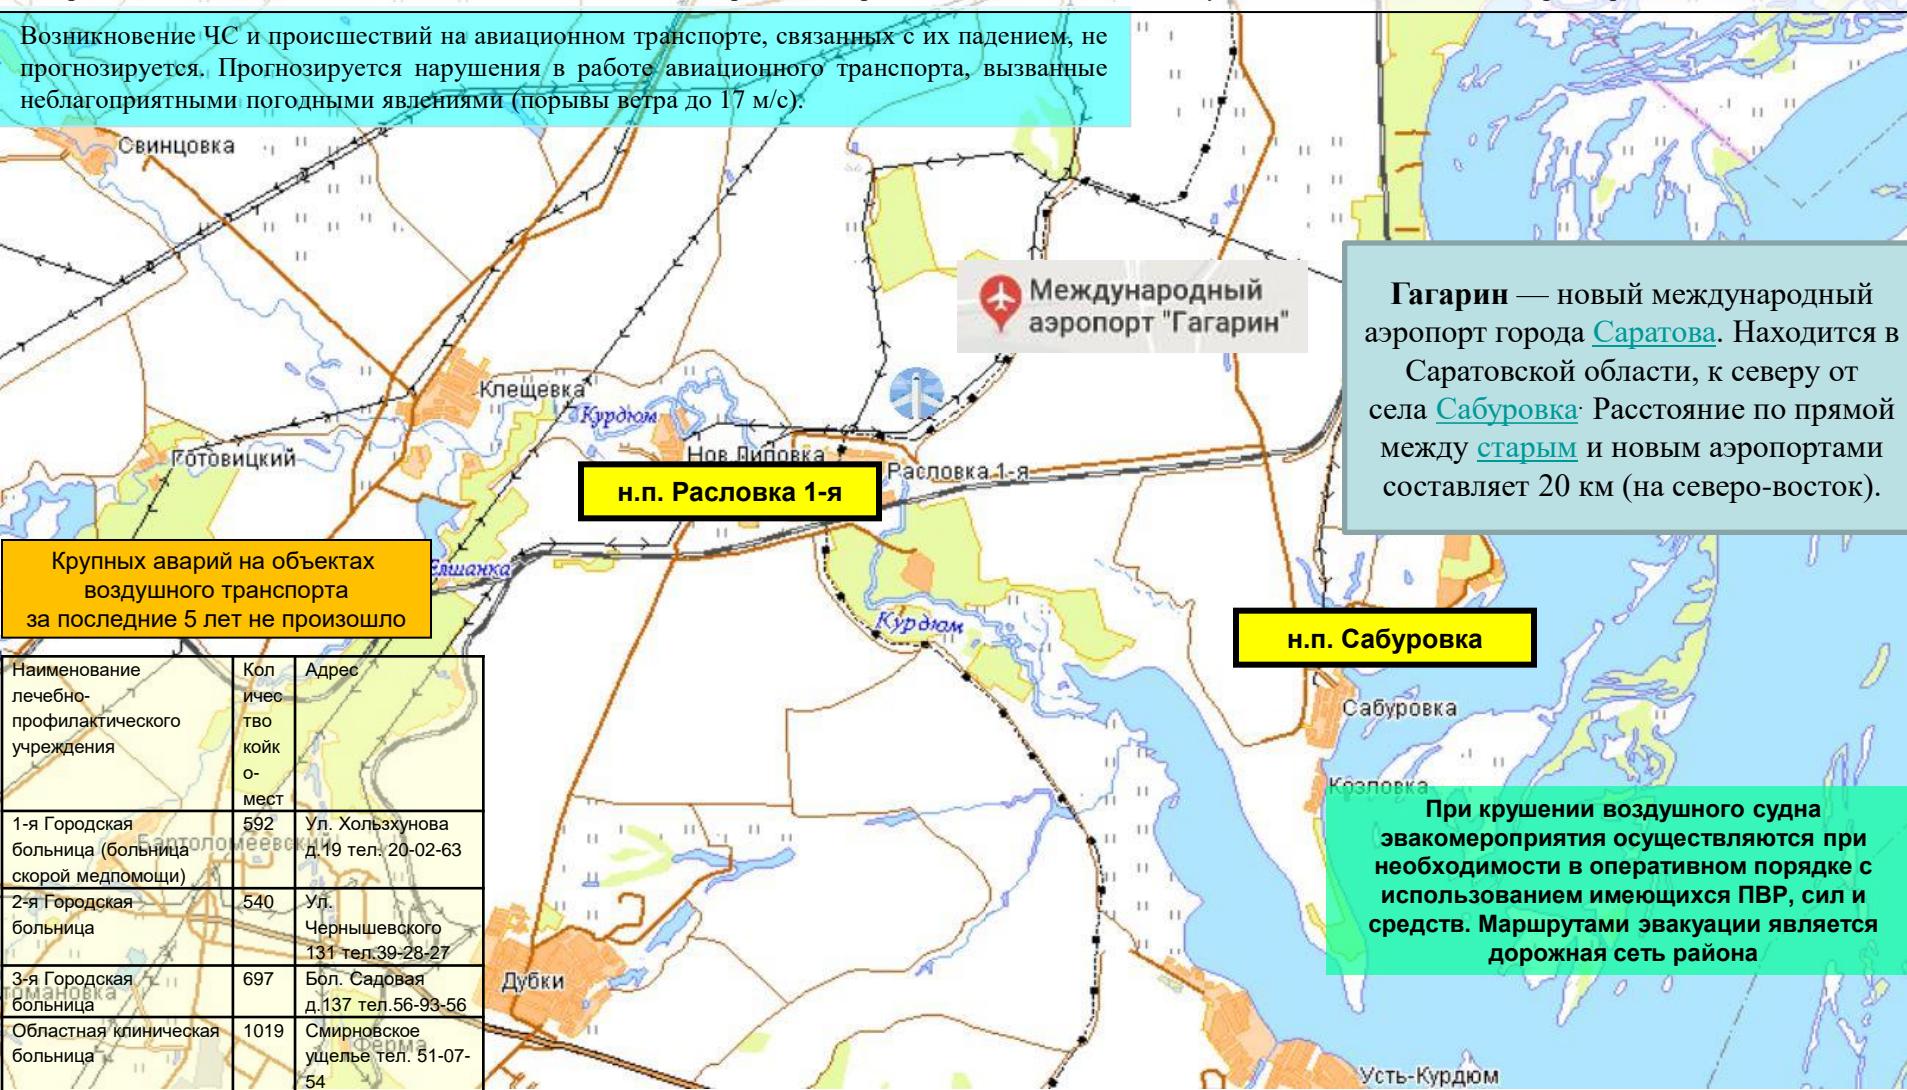 Возникновение ЧС и происшествий на авиационном транспорте, связанных с их падением, не
прогнозируется. Прогнозируется нарушения в работе авиационного транспорта, вызванные
неблагоприятными погодными явлениями (порывы ветра до 17 м/с).
Свинцовка
Международный
аэропорт "Гагарин"
Гагарин — новый международный
аэропорт города Саратова. Находится в
Саратовской области, к северу от
села Сабуровка. Расстояние по прямой
между старым и новым аэропортами
составляет 20 км (на северо-восток).
Клещевка
Курдюм
Готовицкий
Нов.Липовка
Расловка 1-я
н.п. Расловка 1-я
Крупных аварий на объектах
воздушного транспорта
за последние 5 лет не произошло
Елшанка
Курдюм
н.п. Сабуровка
Сабуровка
Козловка
Наименование
лечебно-
профилактического
учреждения
Кол
ичес
тво
койк
о-
мест
Адрес
1-я Городская
больница (больница
скорой медпомощи)
592
Ул. Хользхунова
д.19 тел. 20-02-63
Бартоломеевский
2-я Городская
больница
540
Ул.
Чернышевского
131 тел.39-28-27
3-я Городская
больница
697
Бол. Садовая
д.137 тел.56-93-56
Областная клиническая
больница
1019
Смирновское
ущелье тел. 51-07-
54
Ферма
Дубки
При крушении воздушного судна
эвакомероприятия осуществляются при
необходимости в оперативном порядке с
использованием имеющихся ПВР, сил и
средств. Маршрутами эвакуации является
дорожная сеть района
Усть-Курдюм